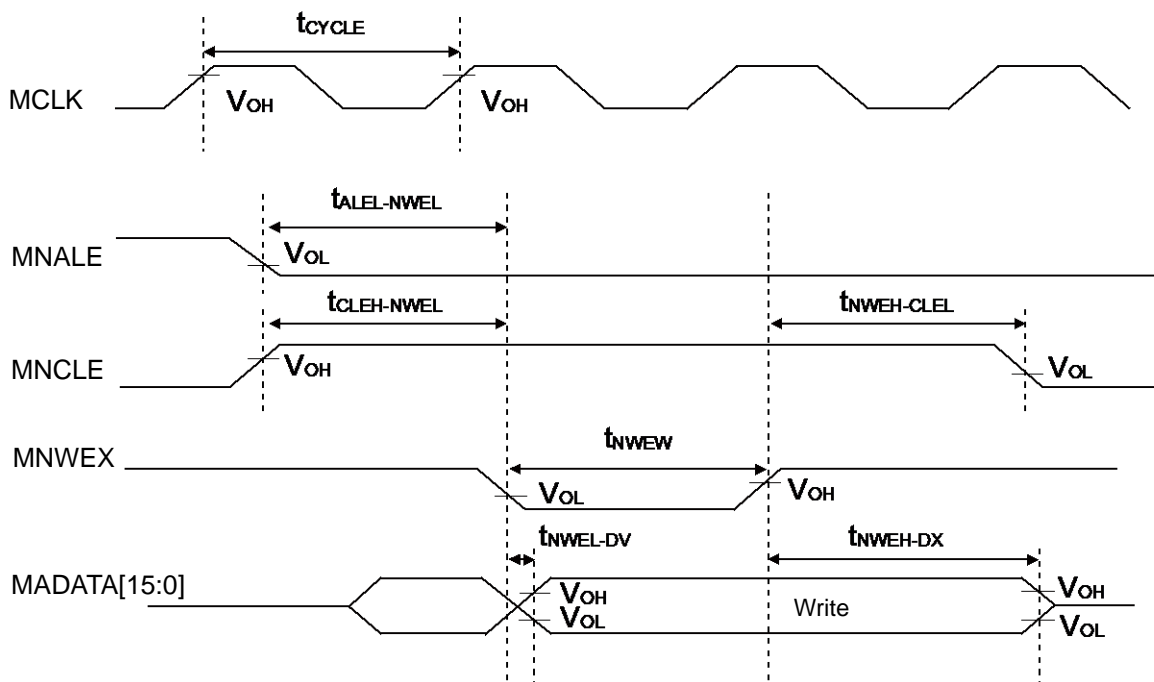 tCYCLE
MCLK
VOH
VOH
tALEL-NWEL
MNALE
VOL
tCLEH-NWEL
tNWEH-CLEL
MNCLE
VOH
VOL
tNWEW
MNWEX
VOL
VOH
tNWEL-DV
tNWEH-DX
MADATA[15:0]
VOH
VOL
Write
VOH
VOL